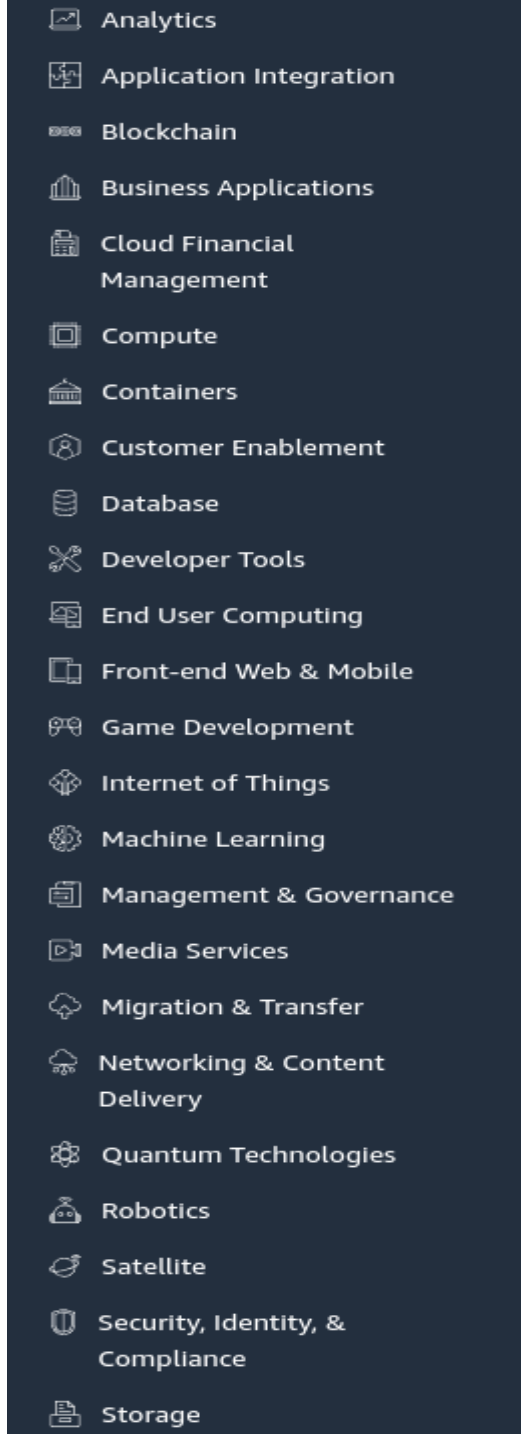 Analytics
Application Integration
Blockchain
Business Applications
Cloud Financial
Management
Compute
Containers
Customer Enablement
Database
Developer Tools
End User Computing
Front-end Web & Mobile
Game Development
Internet of Things
Machine Learning
Management & Governance
Media Services
Migration & Transfer
Networking & Content
Delivery
Quantum Technologies
Robotics
Satellite
Security, Identity, &
Compliance
Storage